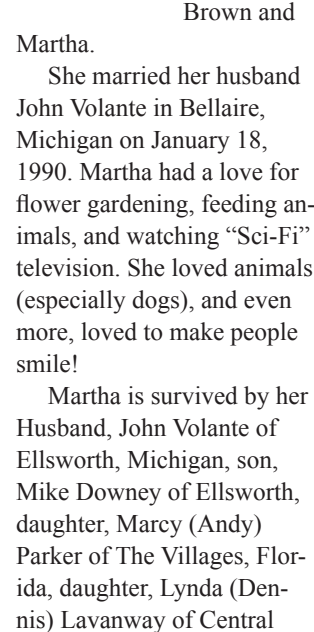 Brown and
Martha.
She married her husband
John Volante in Bellaire,
Michigan on January 18,
1990. Martha had a love for
flower gardening, feeding an-
imals, and watching “Sci-Fi”
television. She loved animals
(especially dogs), and even
more, loved to make people
smile!
Martha is survived by her
Husband, John Volante of
Ellsworth, Michigan, son,
Mike Downey of Ellsworth,
daughter, Marcy (Andy)
Parker of The Villages, Flor-
ida, daughter, Lynda (Den-
nis) Lavanway of Central